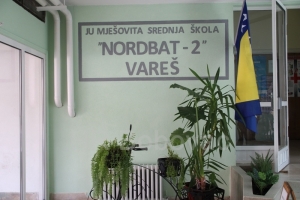 JU MJEŠOVITA SREDNJA ŠKOLA
"NORDBAT - 2"
VAREŠ